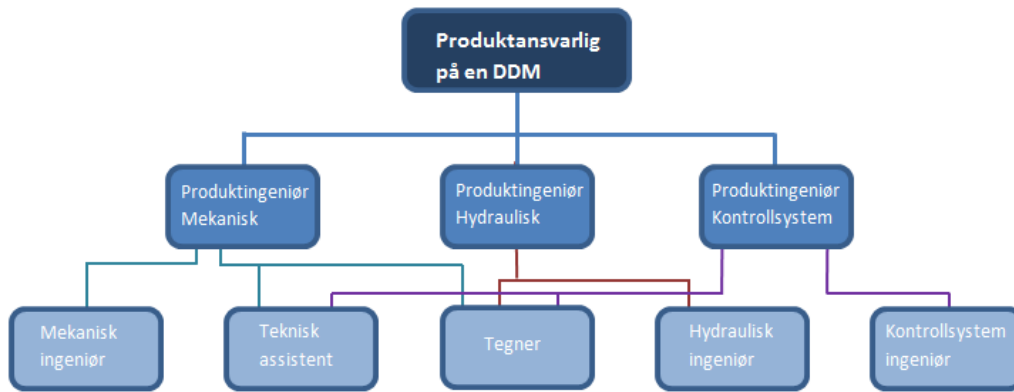 Produktansvarlig
på en DDM
Produktingeniør
Mekanisk
Produktingeniør
Hydraulisk
Produktingeniør
Kontrollsystem
Mekanisk
ingeniør
Teknisk
assistent
Tegner
Hydraulisk
ingeniør
Kontrollsystem
ingeniør